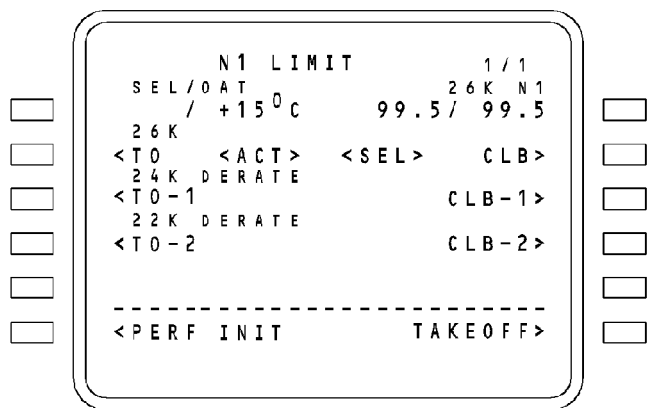 N1 LIMIT 1/1
SEL/OAT 26K N1
/ +15⁰C 99.5/ 99.5
26K
<TO <ACT> <SEL> CLB>
24K DERATE
<TO-1 CLB-1>
22K DERATE
<TO-2 CLB-2>
<PERF INIT TAKEOFF>